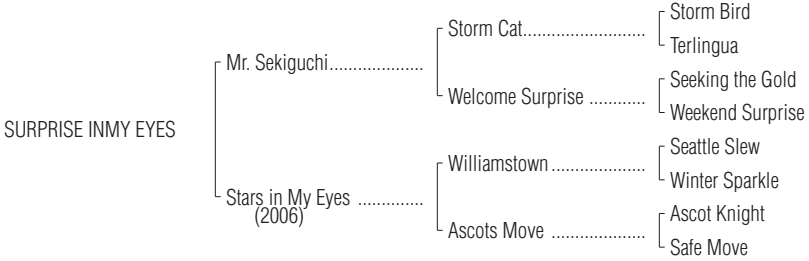 Storm Bird
Storm Cat..........................
Terlingua
Mr. Sekiguchi....................
Seeking the Gold
Welcome Surprise ............
Weekend Surprise
SURPRISE INMY EYES
Seattle Slew
Williamstown ....................
Winter Sparkle
Stars in My Eyes ..............
(2006)
Ascot Knight
Ascots Move ....................
Safe Move